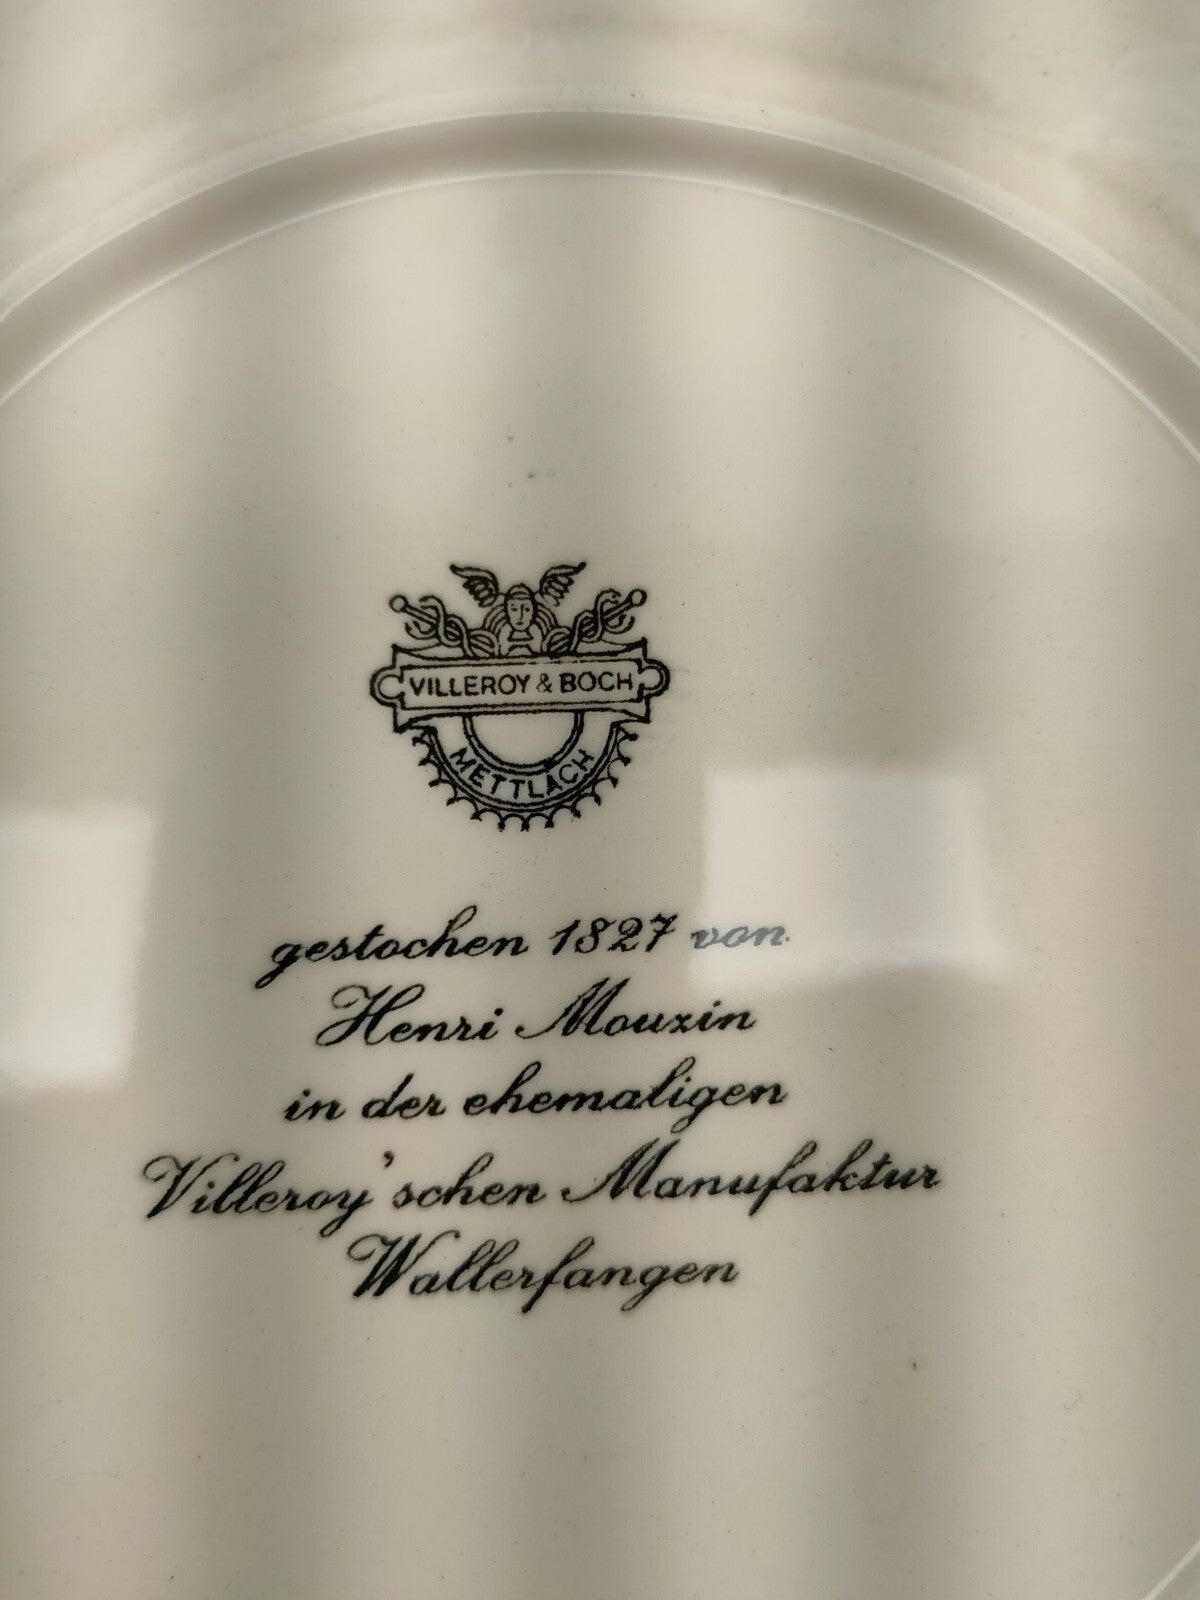 VILLEROY & BOCH
METTLACH
gestochen 1827 von
Henri Mouzin
in der ehemaligen
Villeroy'schen Manufaktur
Wallerfangen